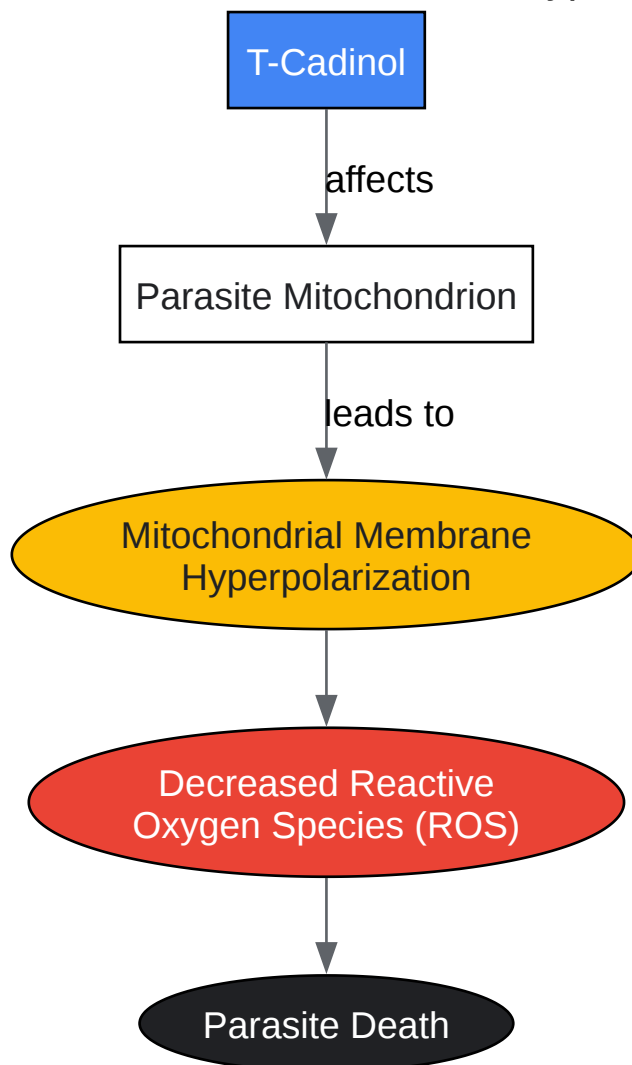 T-Cadinol
affects
Parasite Mitochondrion
leads to
Mitochondrial Membrane
Hyperpolarization
Decreased Reactive
Oxygen Species (ROS)
Parasite Death